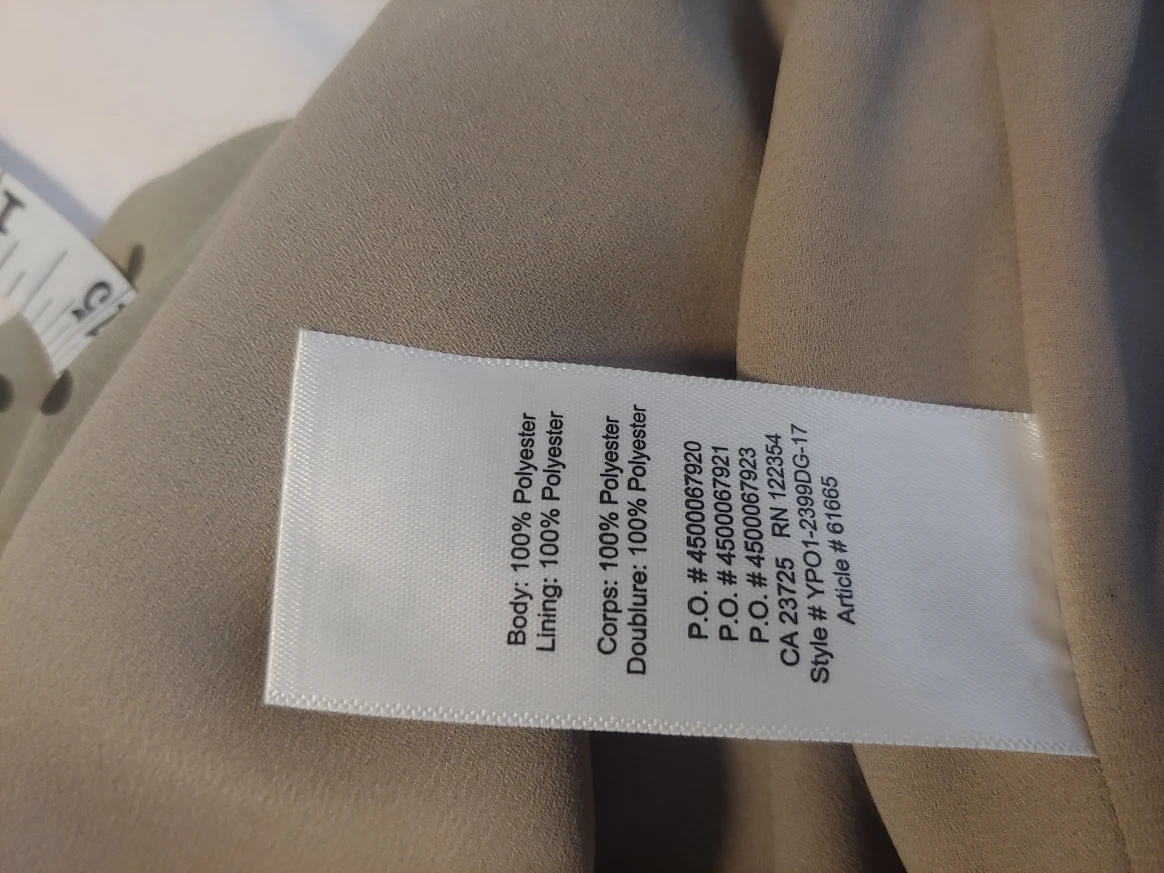 Body: 100% Polyester
Lining: 100% Polyester
Corps: 100% Polyester
Doublure: 100% Polyester
P.O. # 4500067920
P.O. # 4500067921
P.O. # 4500067923
CA 23725 RN 122354
Style # YPO1-2399DG-17
Article # 61665
1